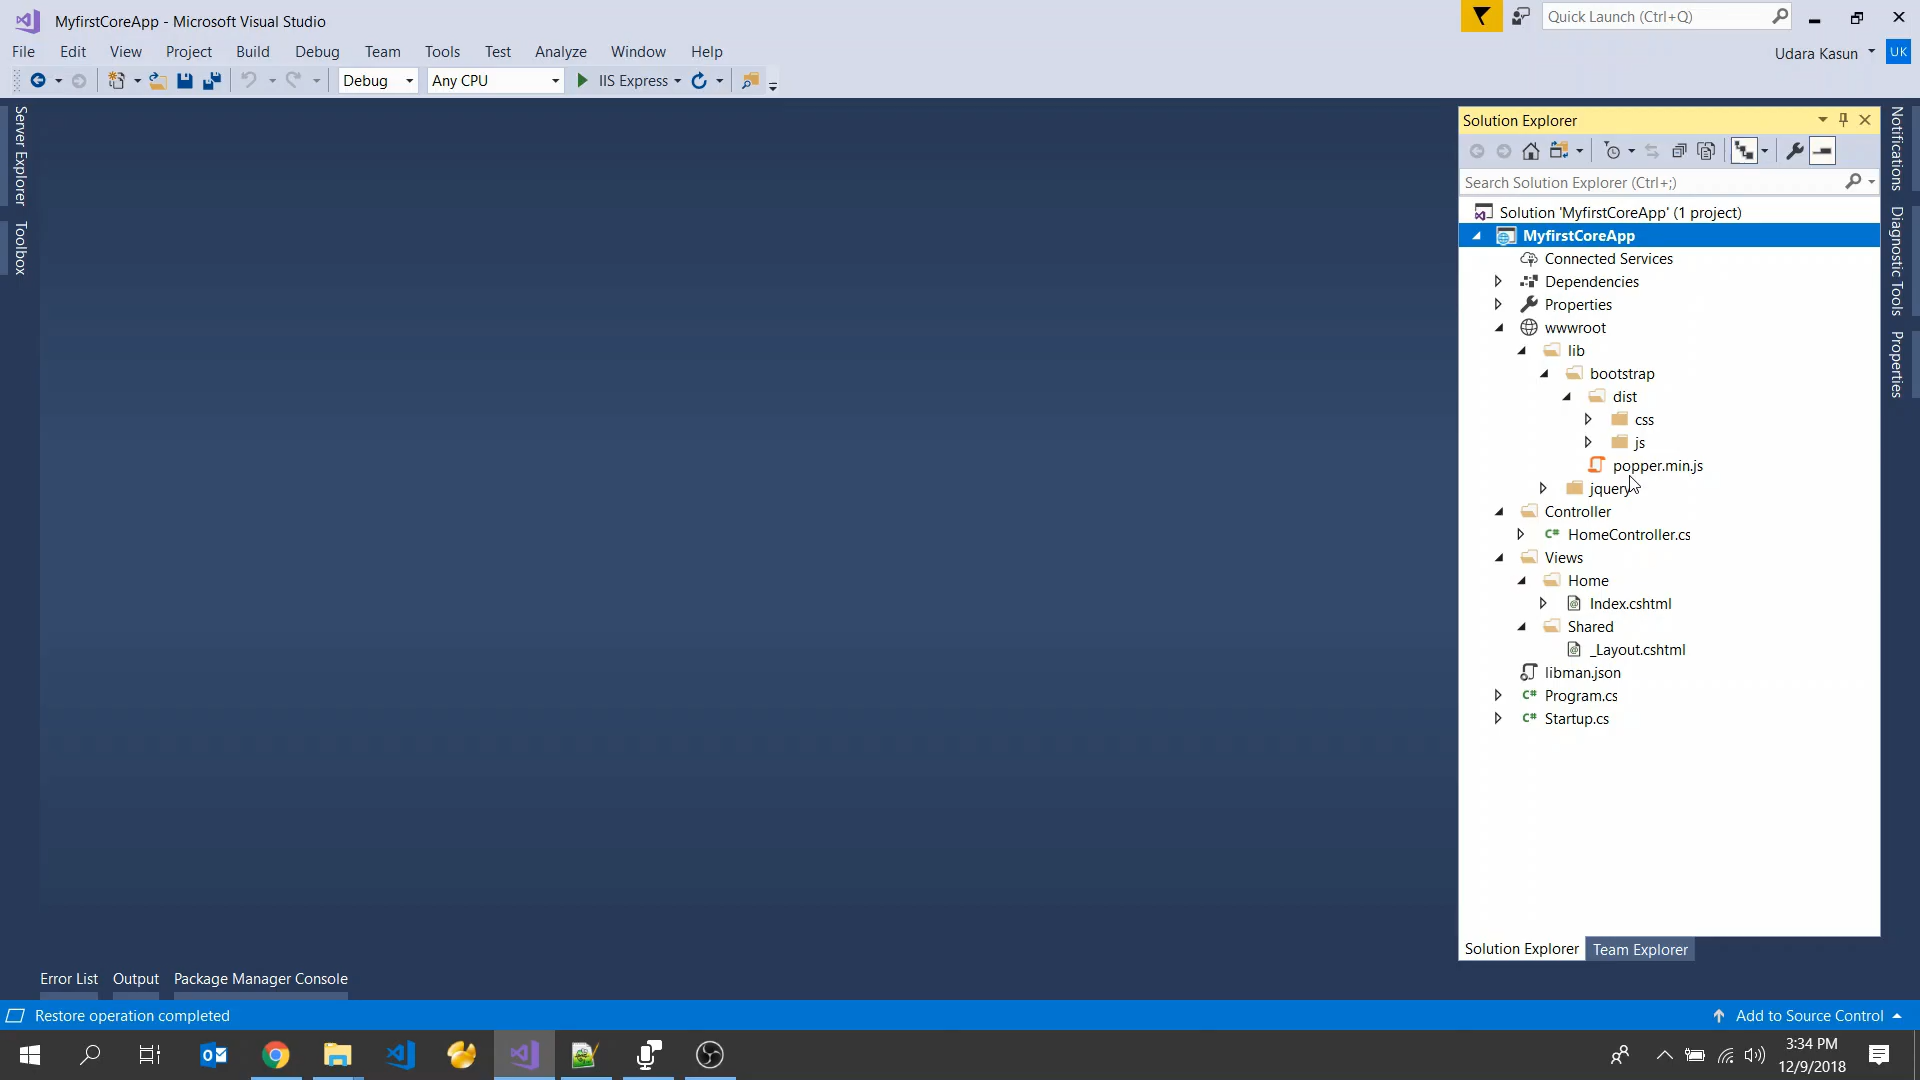 MyfirstCoreApp - Microsoft Visual Studio
Quick Launch (Ctrl+Q)
File Edit View Project Build Debug Team Tools Test Analyze Window Help
Udara Kasun
UK
Debug
Any CPU
IIS Express
Server Explorer
Toolbox
Solution Explorer
Search Solution Explorer (Ctrl+;)
Solution 'MyfirstCoreApp' (1 project)
MyfirstCoreApp
Connected Services
Dependencies
Properties
wwwroot
lib
bootstrap
dist
css
js
popper.min.js
jquery
Controller
C# HomeController.cs
Views
Home
Index.cshtml
Shared
_Layout.cshtml
libman.json
C# Program.cs
C# Startup.cs
Solution Explorer
Team Explorer
Notifications
Diagnostic Tools
Properties
Error List
Output
Package Manager Console
Restore operation completed
Add to Source Control
3:34 PM
12/9/2018